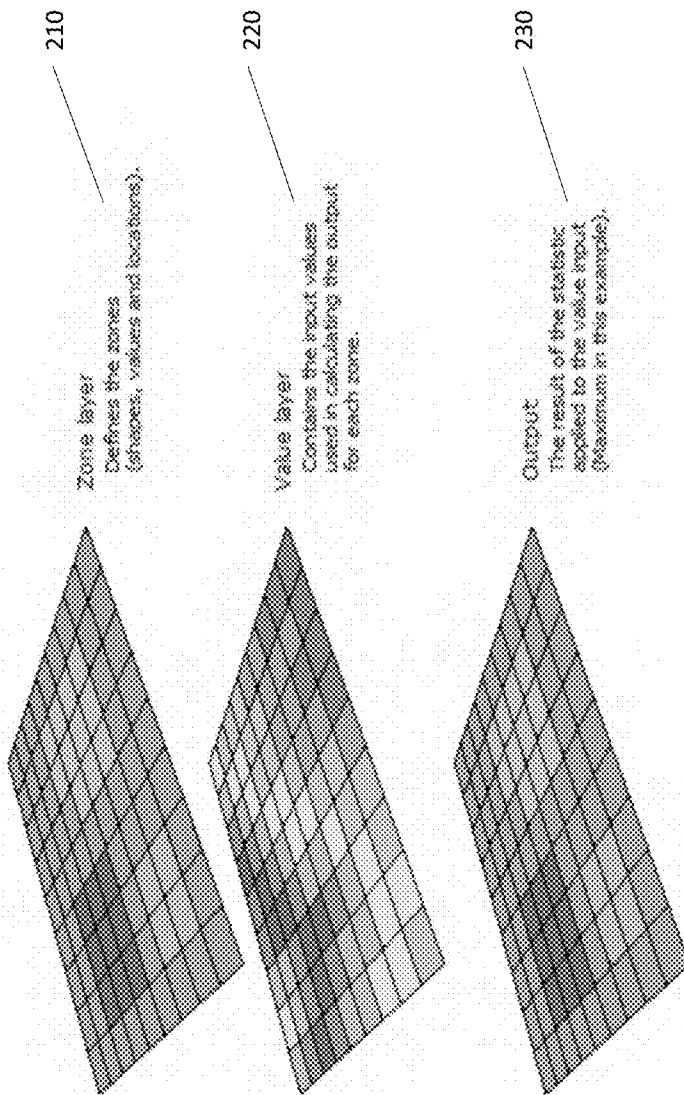 Zone layer
Defines the zones
(shapes, values and locations).
210
Value layer
Contains the input values
used in calculating the output
for each zone.
220
Output
The result of the statistic
applied to the value input
(Maximum in this example).
230